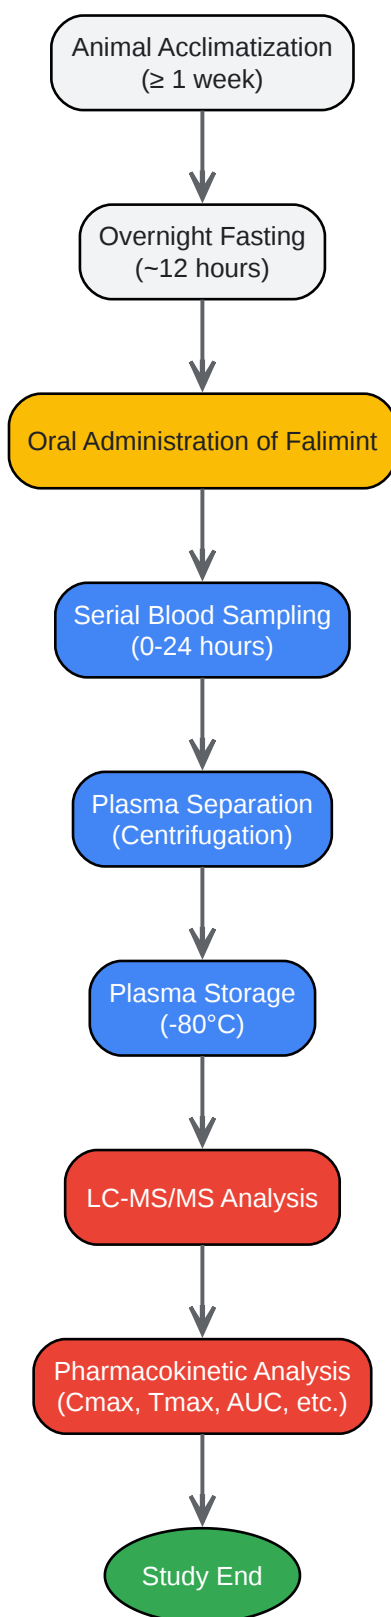 Animal Acclimatization
(≥ 1 week)
Overnight Fasting
(~12 hours)
Oral Administration of Falimint
Serial Blood Sampling
(0-24 hours)
Plasma Separation
(Centrifugation)
Plasma Storage
(-80°C)
LC-MS/MS Analysis
Pharmacokinetic Analysis
(Cmax, Tmax, AUC, etc.)
Study End